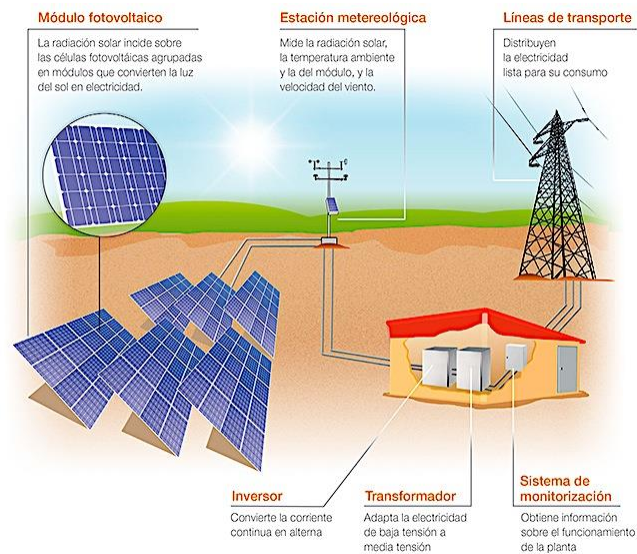 Módulo fotovoltaico
La radiación solar incide sobre
las células fotovoltáicas agrupadas
en módulos que convierten la luz
del sol en electricidad.
Estación metereológica
Mide la radiación solar,
la temperatura ambiente
y la del módulo, y la
velocidad del viento.
Líneas de transporte
Distribuyen
la electricidad
lista para su consumo
Inversor
Convierte la corriente
continua en alterna
Transformador
Adapta la electricidad
de baja tensión a
media tensión
Sistema de
monitorización
Obtiene información
sobre el funcionamiento
de la planta